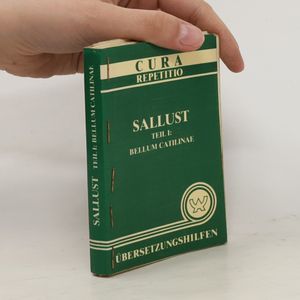 CURA
REPETITIO
SALLUST
TEIL I:
BELLUM CATILINAE
W
ÜBERSETZUNGSHILFEN
SALLUST TEIL I: BELLUM CATILINAE